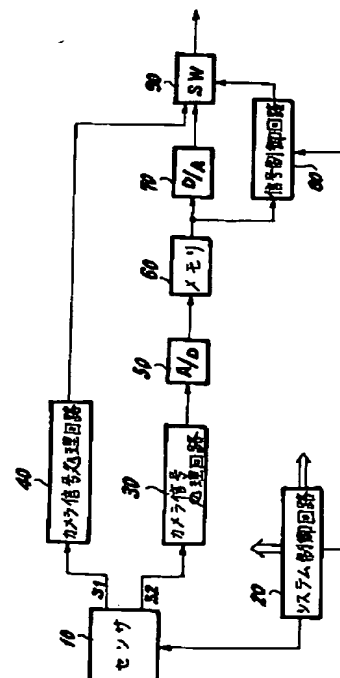 10
センサ
S1
S2
40
カメラ信号処理回路
30
カメラ信号
処理回路
50
A/D
60
メモリ
70
D/A
90
SW
80
信号制御回路
20
システム制御回路